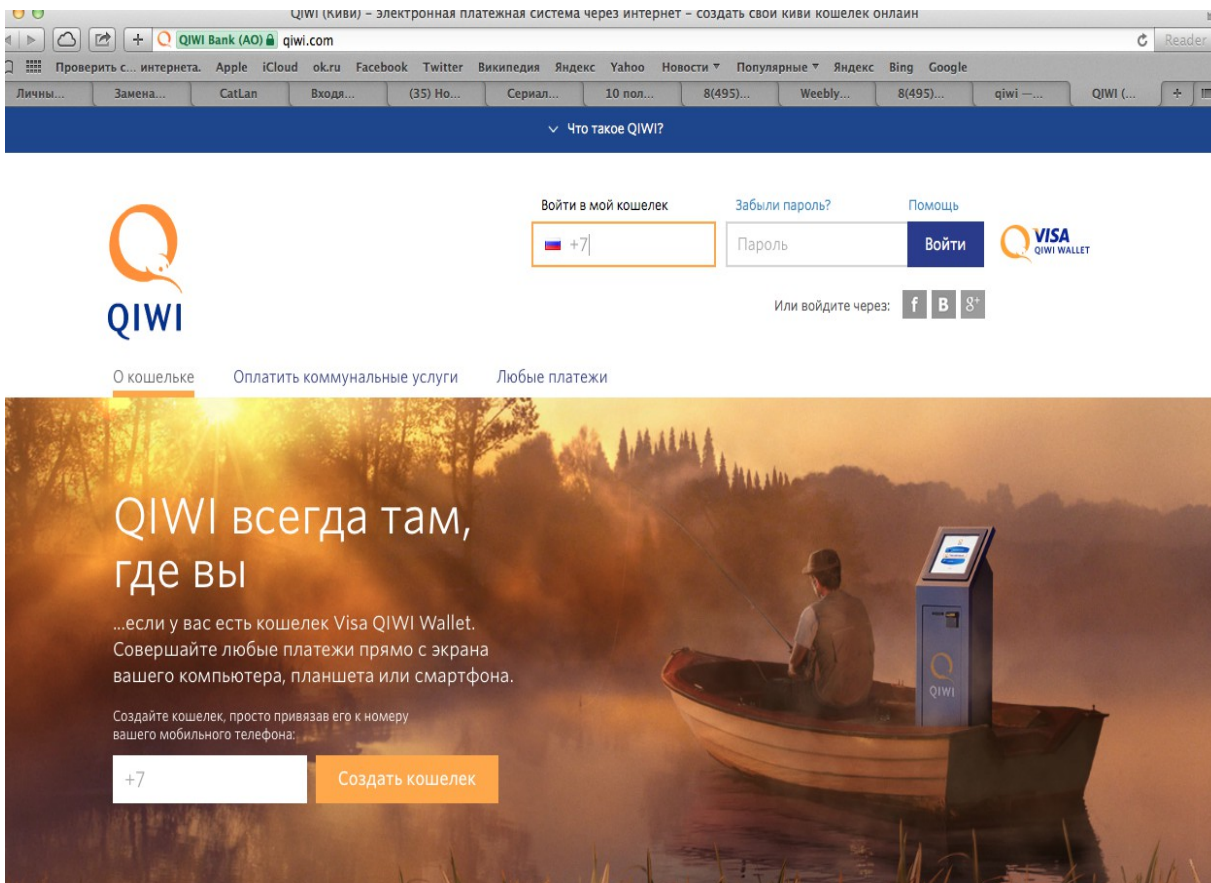 QIWI (Киви) – электронная платежная система через интернет – создать свой киви кошелек онлайн
QIWI Bank (AO) qiwi.com Reader
Проверить с... интернета. Apple iCloud ok.ru Facebook Twitter Википедия Яндекс Yahoo Новости Популярные Яндекс Bing Google
Личны... Замена... CatLan Входя... (35) Но... Сериал... 10 пол... 8(495)... Weebly... 8(495)... qiwi —... QIWI (...
Что такое QIWI?
Войти в мой кошелек Забыли пароль? Помощь
+7 Пароль Войти
VISA
QIWI WALLET
QIWI
Или войдите через: f B g+
О кошельке Оплатить коммунальные услуги Любые платежи
QIWI всегда там,
где вы
...если у вас есть кошелек Visa QIWI Wallet.
Совершайте любые платежи прямо с экрана
вашего компьютера, планшета или смартфона.
Создайте кошелек, просто привязав его к номеру
вашего мобильного телефона:
+7 Создать кошелек
QIWI